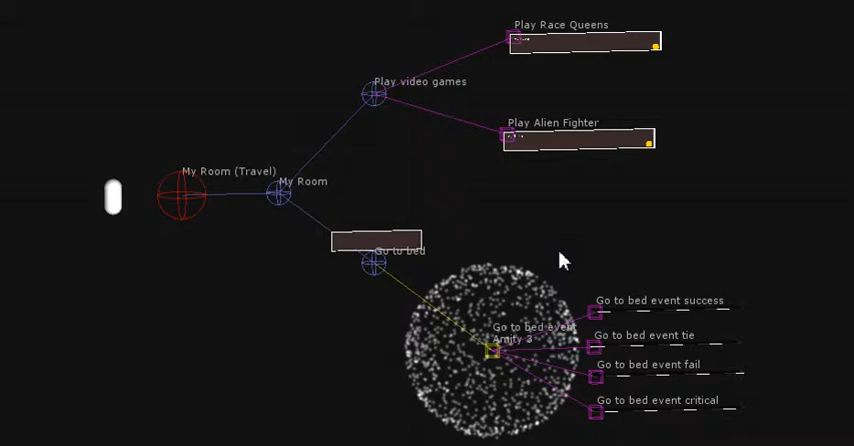 Play Race Queens
Play video games
Play Alien Fighter
My Room (Travel)
My Room
Go to bed
Go to bed event success
Go to bed event
Amity 3
Go to bed event tie
Go to bed event fail
Go to bed event critical